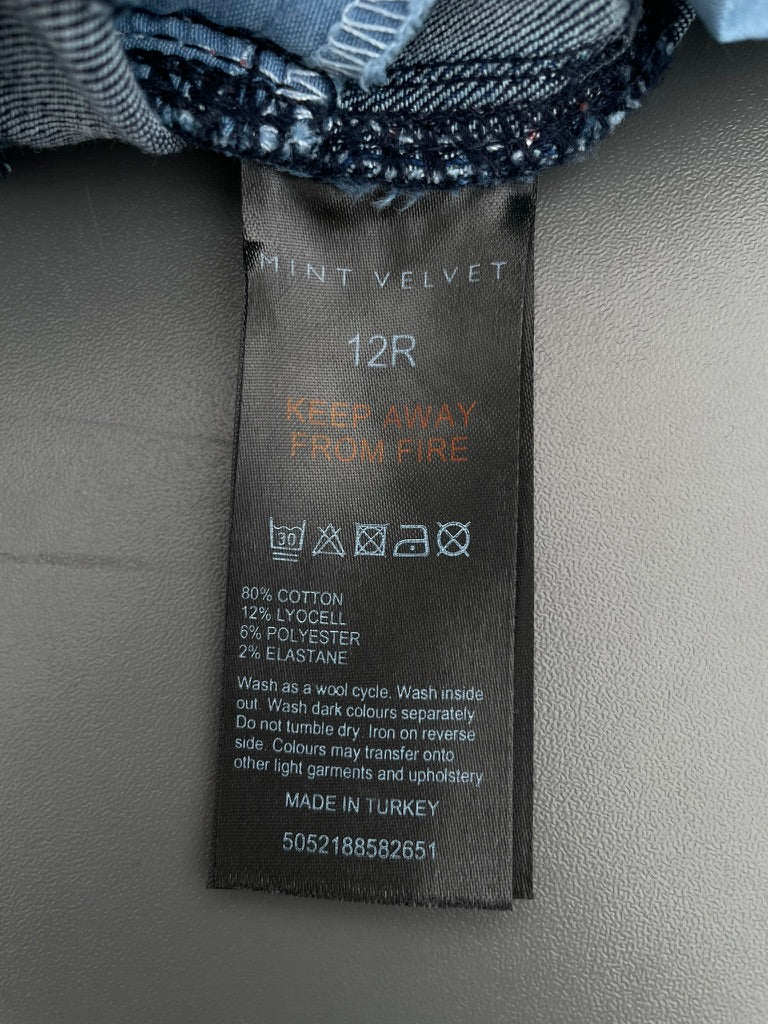 MINT VELVET
12R
KEEP AWAY
FROM FIRE
30
80% COTTON
12% LYOCELL
6% POLYESTER
2% ELASTANE
Wash as a wool cycle. Wash inside
out. Wash dark colours separately
Do not tumble dry. Iron on reverse
side. Colours may transfer onto
other light garments and upholstery
MADE IN TURKEY
5052188582651